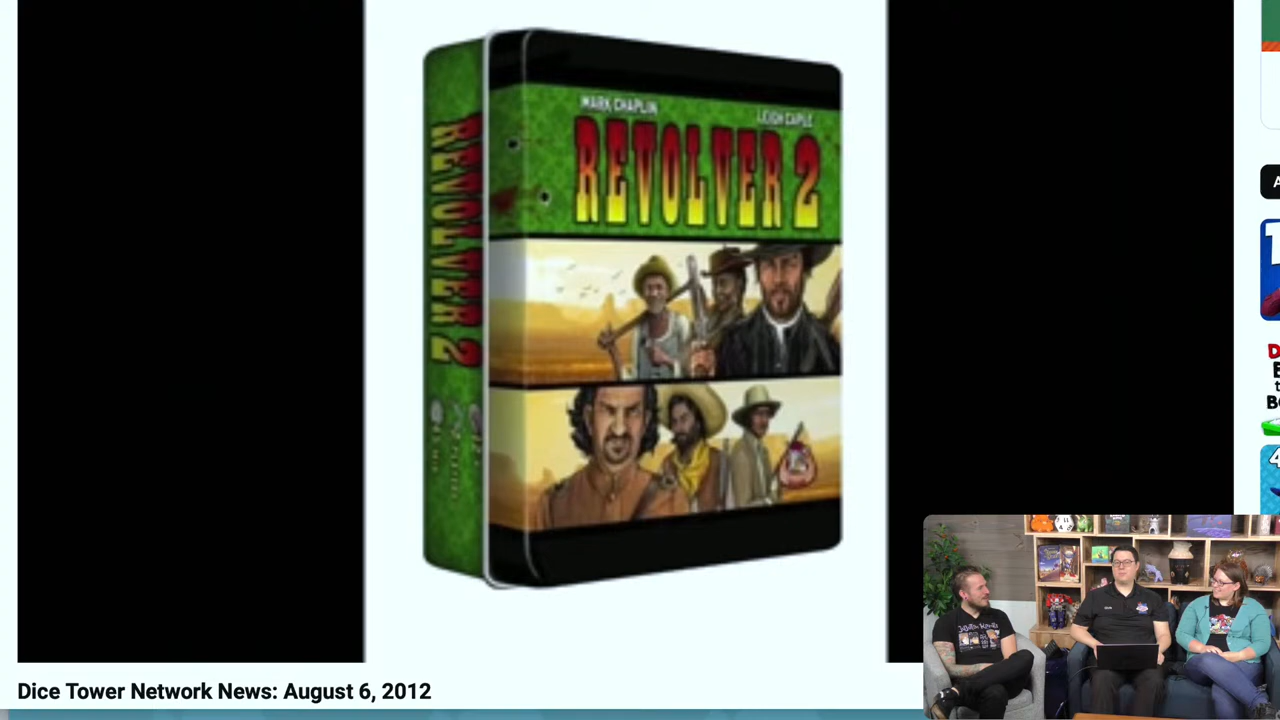 MARK CHAPLIN
LEIGH CAPLE
REVOLVER 2
REVOLVER 2
Dice Tower Network News: August 6, 2012